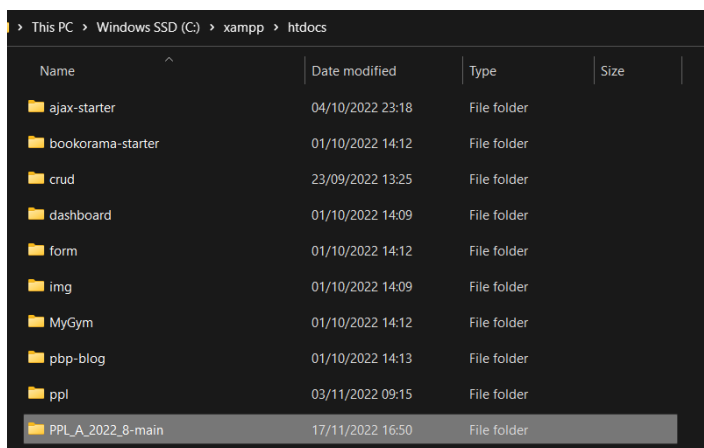 This PC > Windows SSD (C:) > xampp > htdocs
Name Date modified Type Size
ajax-starter 04/10/2022 23:18 File folder
bookorama-starter 01/10/2022 14:12 File folder
crud 23/09/2022 13:25 File folder
dashboard 01/10/2022 14:09 File folder
form 01/10/2022 14:12 File folder
img 01/10/2022 14:09 File folder
MyGym 01/10/2022 14:12 File folder
pbp-blog 01/10/2022 14:13 File folder
ppl 03/11/2022 09:15 File folder
PPL_A_2022_8-main 17/11/2022 16:50 File folder